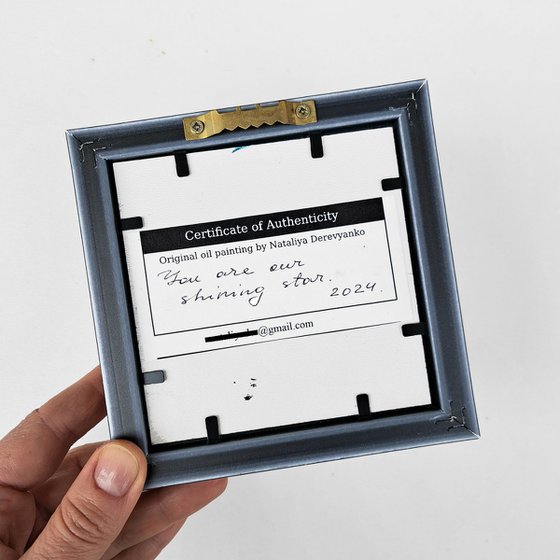 Certificate of Authenticity
Original oil painting by Nataliya Derevyanko
You are our
shining star.
2024.
@gmail.com